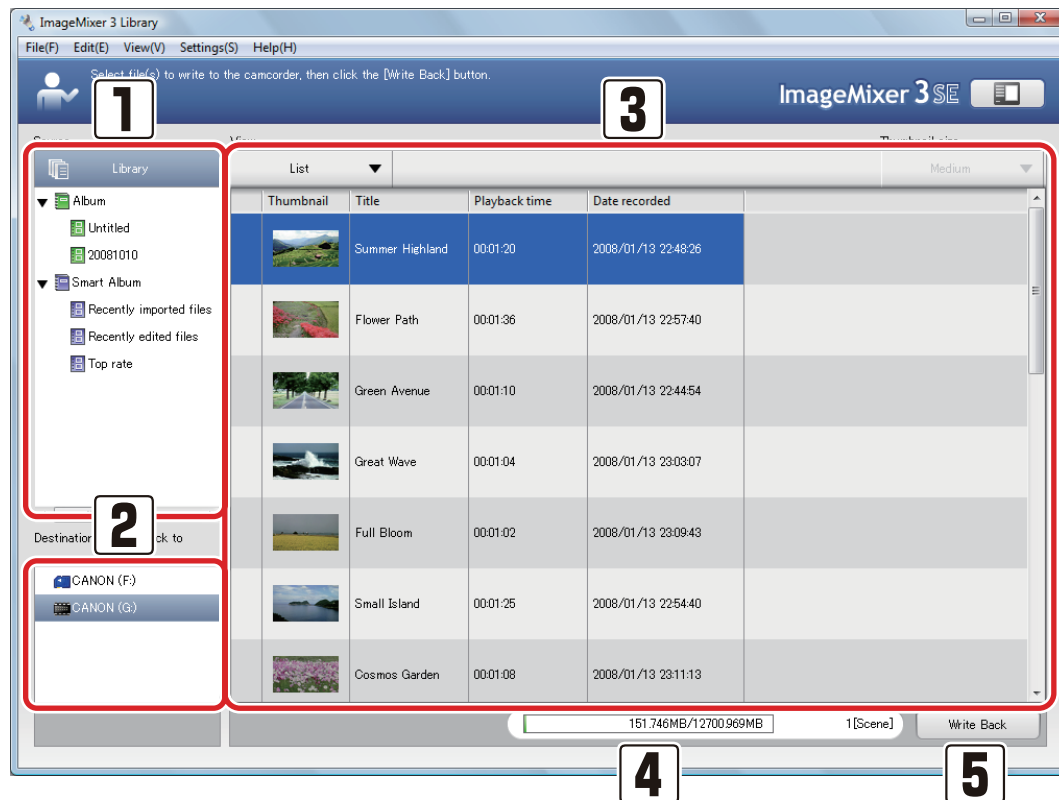 ImageMixer 3 Library
File(F) Edit(E) View(V) Settings(S) Help(H)
Select file(s) to write to the camcorder, then click the [Write Back] button.
ImageMixer 3 SE
1
3
Library
List
Medium
Album
Untitled
20081010
Smart Album
Recently imported files
Recently edited files
Top rate
Thumbnail Title Playback time Date recorded
Summer Highland 00:01:20 2008/01/13 22:48:26
Flower Path 00:01:36 2008/01/13 22:57:40
Green Avenue 00:01:10 2008/01/13 22:44:54
Great Wave 00:01:04 2008/01/13 23:03:07
Full Bloom 00:01:02 2008/01/13 23:09:43
Small Island 00:01:25 2008/01/13 22:54:40
Cosmos Garden 00:01:08 2008/01/13 23:11:13
2
to
CANON (F:)
CANON (G:)
151.746MB/12700.969MB 1[Scene] Write Back
4
5